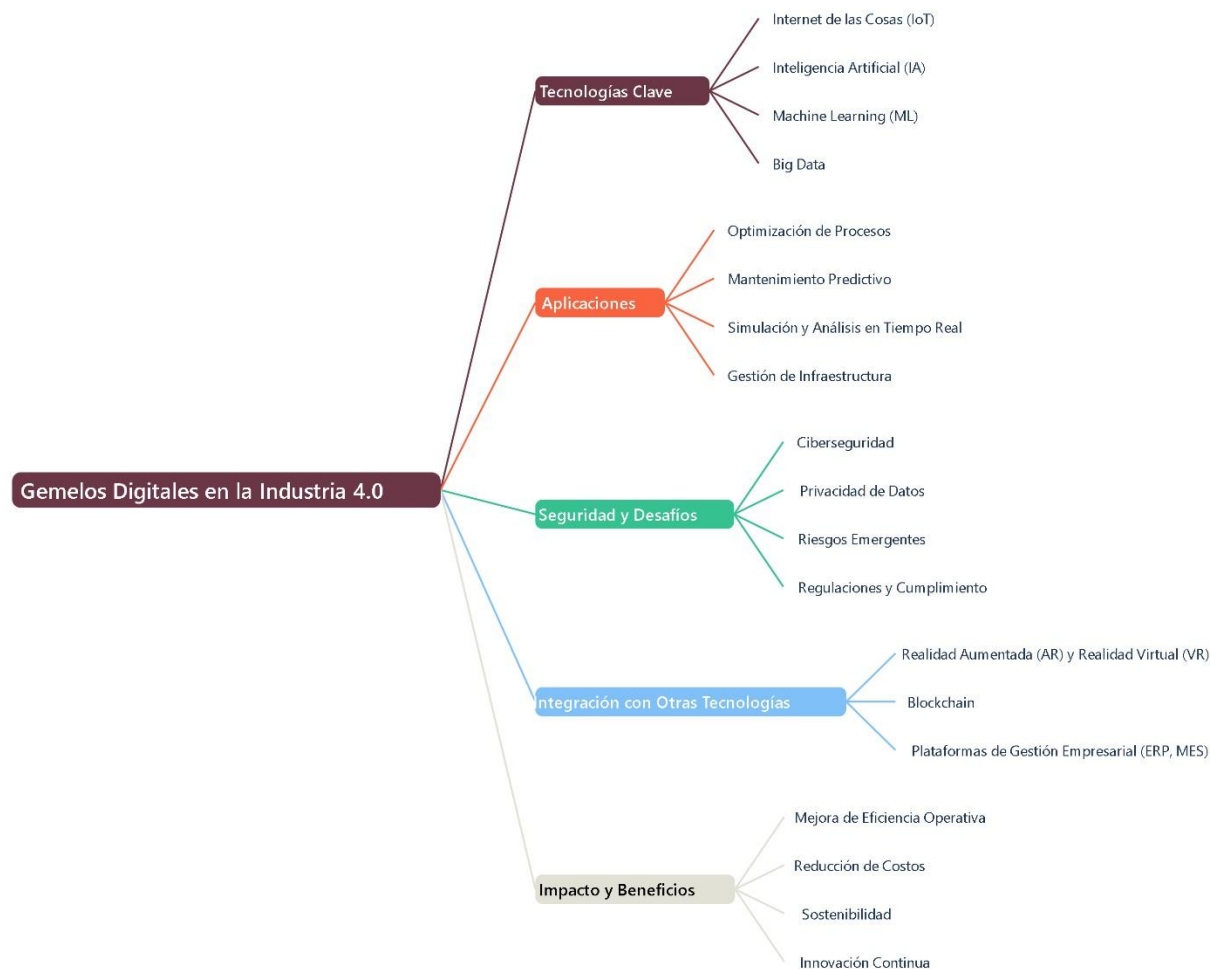 Gemelos Digitales en la Industria 4.0
Tecnologías Clave
Internet de las Cosas (IoT)
Inteligencia Artificial (IA)
Machine Learning (ML)
Big Data
Aplicaciones
Optimización de Procesos
Mantenimiento Predictivo
Simulación y Análisis en Tiempo Real
Gestión de Infraestructura
Seguridad y Desafíos
Ciberseguridad
Privacidad de Datos
Riesgos Emergentes
Regulaciones y Cumplimiento
Integración con Otras Tecnologías
Realidad Aumentada (AR) y Realidad Virtual (VR)
Blockchain
Plataformas de Gestión Empresarial (ERP, MES)
Impacto y Beneficios
Mejora de Eficiencia Operativa
Reducción de Costos
Sostenibilidad
Innovación Continua